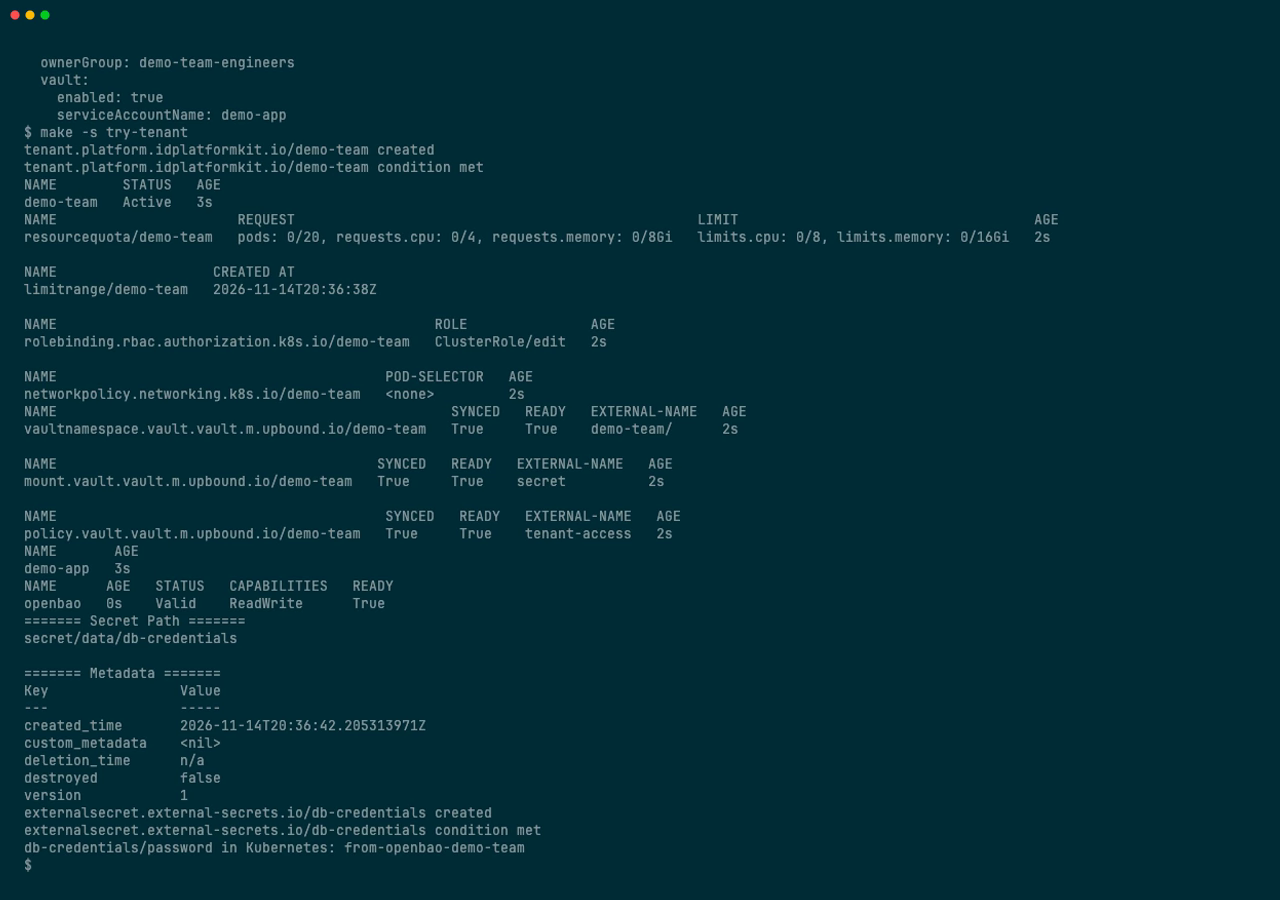 ownerGroup: demo-team-engineers
vault:
enabled: true
serviceAccountName: demo-app
$ make -s try-tenant
tenant.platform.idplatformkit.io/demo-team created
tenant.platform.idplatformkit.io/demo-team condition met
NAME        STATUS   AGE
demo-team   Active   3s
NAME                      REQUEST                                                 LIMIT                                    AGE
resourcequota/demo-team   pods: 0/20, requests.cpu: 0/4, requests.memory: 0/8Gi   limits.cpu: 0/8, limits.memory: 0/16Gi   2s
NAME                   CREATED AT
limitrange/demo-team   2026-11-14T20:36:38Z
NAME                                              ROLE               AGE
rolebinding.rbac.authorization.k8s.io/demo-team   ClusterRole/edit   2s
NAME                                        POD-SELECTOR   AGE
networkpolicy.networking.k8s.io/demo-team   <none>         2s
NAME                                                SYNCED   READY   EXTERNAL-NAME   AGE
vaultnamespace.vault.vault.m.upbound.io/demo-team   True     True    demo-team/      2s
NAME                                       SYNCED   READY   EXTERNAL-NAME   AGE
mount.vault.vault.m.upbound.io/demo-team   True     True    secret          2s
NAME                                        SYNCED   READY   EXTERNAL-NAME   AGE
policy.vault.vault.m.upbound.io/demo-team   True     True    tenant-access   2s
NAME       AGE
demo-app   3s
NAME      AGE   STATUS   CAPABILITIES   READY
openbao   0s    Valid    ReadWrite      True
======= Secret Path =======
secret/data/db-credentials
======= Metadata =======
Key                Value
---                -----
created_time       2026-11-14T20:36:42.205313971Z
custom_metadata    <nil>
deletion_time      n/a
destroyed          false
version            1
externalsecret.external-secrets.io/db-credentials created
externalsecret.external-secrets.io/db-credentials condition met
db-credentials/password in Kubernetes: from-openbao-demo-team
$